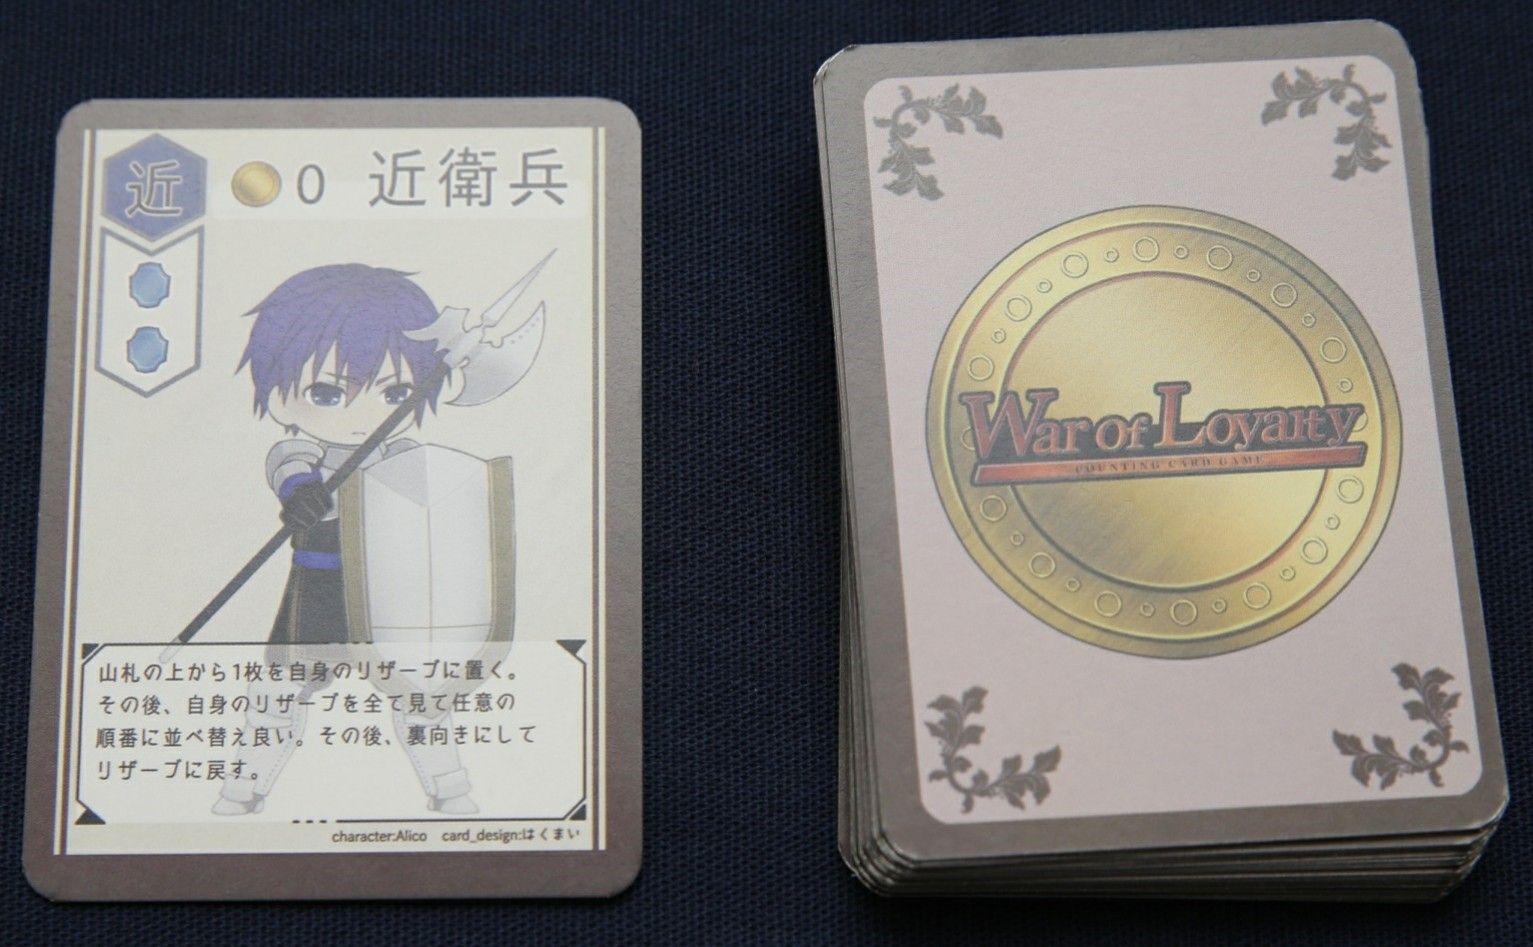 近 0 近衛兵
山札の上から1枚を自身のリザーブに置く。
その後、自身のリザーブを全て見て任意の
順番に並べ替え良い。その後、裏向きにして
リザーブに戻す。
character:Alico card_design:はくまい
War of Loyalty
COUNTING CARD GAME